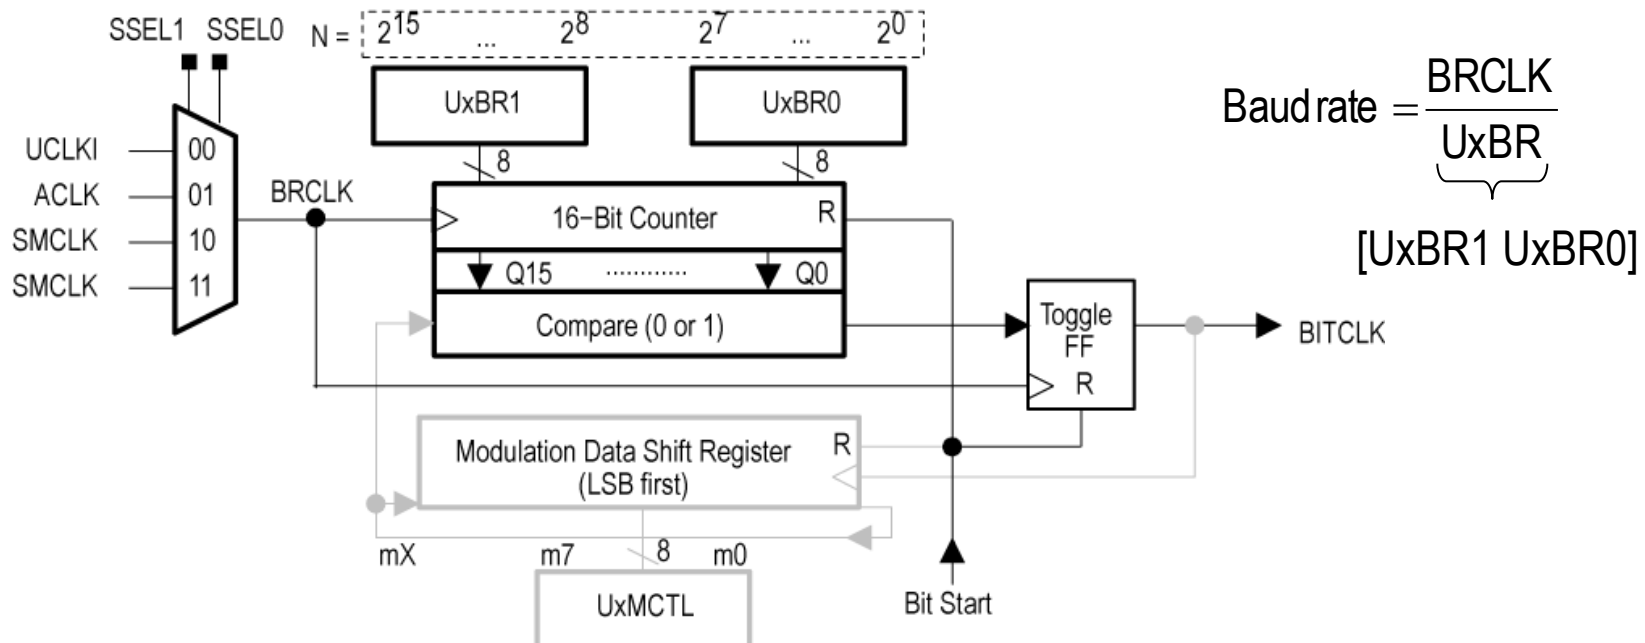 SSEL1 SSEL0 N = 2^15 ... 2^8 2^7 ... 2^0
UxBR1 UxBR0
8 8
UCLKI 00
ACLK 01
SMCLK 10
SMCLK 11
BRCLK
16−Bit Counter R
Q15 ............ Q0
Compare (0 or 1)
Toggle
FF
R
BITCLK
Modulation Data Shift Register R
(LSB first)
mX m7 8 m0
UxMCTL
Bit Start
Baud rate = BRCLK
UxBR
[UxBR1 UxBR0]